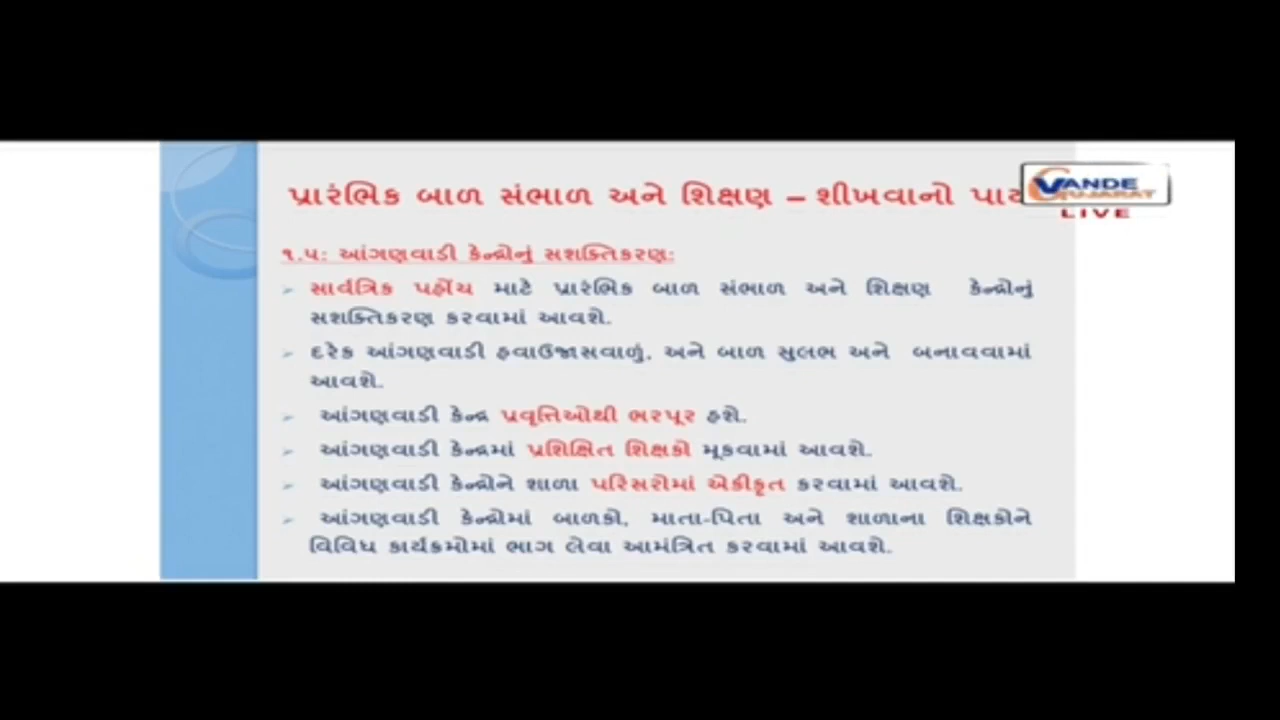 પ્રારંભિક બાળ સંભાળ અને શિક્ષણ – શીખવાનો
VANDE
GUJARAT
LIVE
૧.૫: આંગણવાડી કેન્દ્રોનું સશક્તિકરણ:
➢ સાર્વત્રિક પહોંચ માટે પ્રારંભિક બાળ સંભાળ અને શિક્ષણ કેન્દ્રોનું
સશક્તિકરણ કરવામાં આવશે.
➢ દરેક આંગણવાડી હવાઉજાસવાળું, અને બાળ સુલભ અને બનાવવામાં
આવશે.
➢ આંગણવાડી કેન્દ્ર પ્રવૃત્તિઓથી ભરપૂર હશે.
➢ આંગણવાડી કેન્દ્રમાં પ્રશિક્ષિત શિક્ષકો મૂકવામાં આવશે.
➢ આંગણવાડી કેન્દ્રોને શાળા પરિસરોમાં એકીકૃત કરવામાં આવશે.
➢ આંગણવાડી કેન્દ્રોમાં બાળકો, માતા-પિતા અને શાળાના શિક્ષકોને
વિવિધ કાર્યકમોમાં ભાગ લેવા આમંત્રિત કરવામાં આવશે.